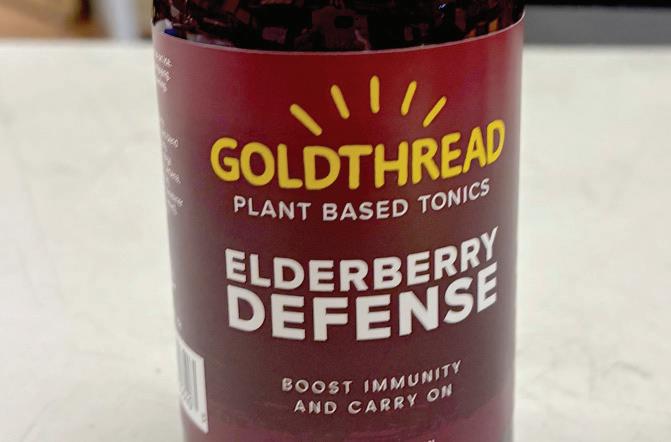 GOLDTHREAD
PLANT BASED TONICS
ELDERBERRY
DEFENSE
BOOST IMMUNITY
AND CARRY ON